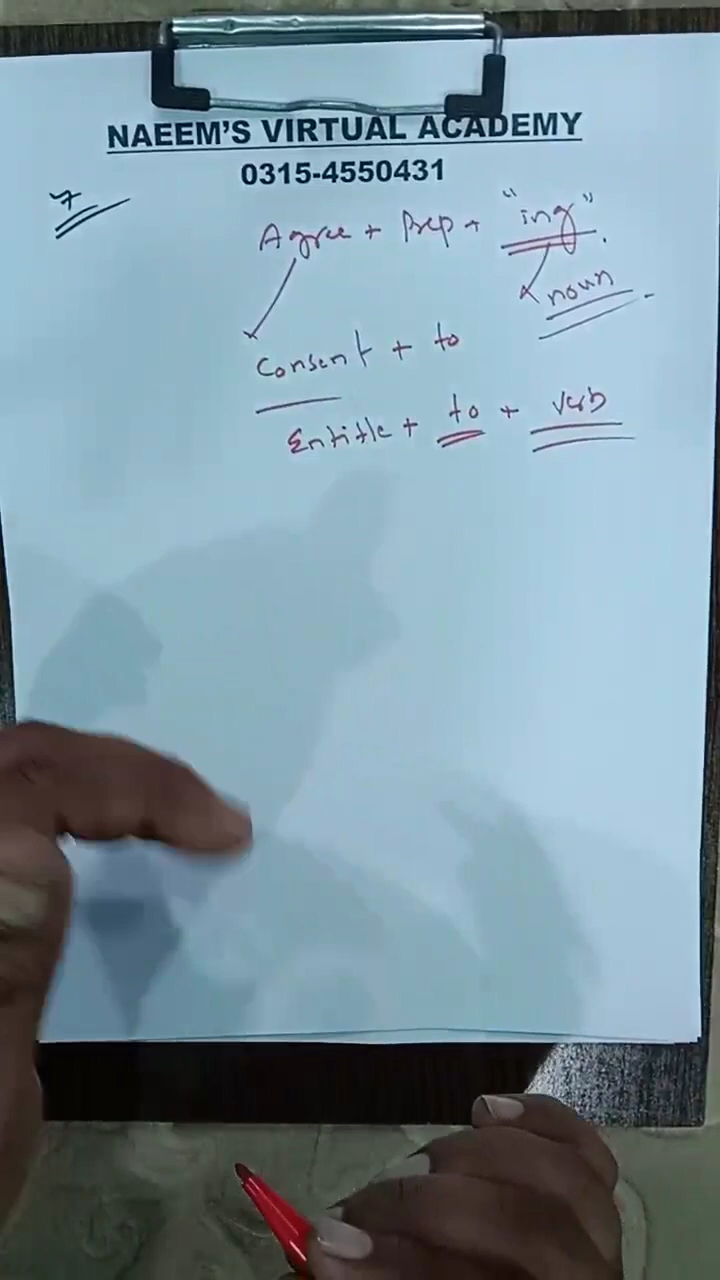 NAEEM'S VIRTUAL ACADEMY
0315-4550431
7
Agree + Prep + "ing".
noun
Consent + to
Entitle + to + verb